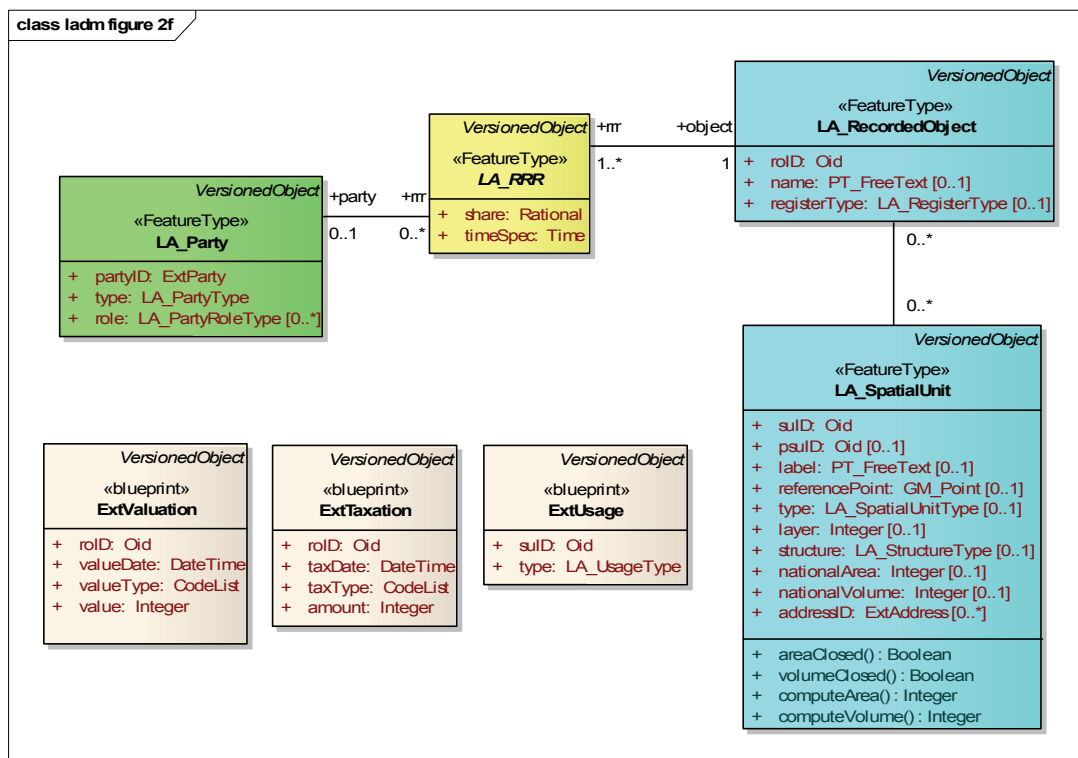 class ladm figure 2f
VersionedObject
«FeatureType»
LA_Party
+ partyID: ExtParty
+ type: LA_PartyType
+ role: LA_PartyRoleType [0..*]
+party
0..1
+rrr
0..*
VersionedObject
«FeatureType»
LA_RRR
+ share: Rational
+ timeSpec: Time
+rrr
1..*
+object
1
VersionedObject
«FeatureType»
LA_RecordedObject
+ roID: Oid
+ name: PT_FreeText [0..1]
+ registerType: LA_RegisterType [0..1]
0..*
0..*
VersionedObject
«FeatureType»
LA_SpatialUnit
+ suID: Oid
+ psuID: Oid [0..1]
+ label: PT_FreeText [0..1]
+ referencePoint: GM_Point [0..1]
+ type: LA_SpatialUnitType [0..1]
+ layer: Integer [0..1]
+ structure: LA_StructureType [0..1]
+ nationalArea: Integer [0..1]
+ nationalVolume: Integer [0..1]
+ addressID: ExtAddress [0..*]
+ areaClosed() : Boolean
+ volumeClosed() : Boolean
+ computeArea() : Integer
+ computeVolume() : Integer
VersionedObject
«blueprint»
ExtValuation
+ roID: Oid
+ valueDate: DateTime
+ valueType: CodeList
+ value: Integer
VersionedObject
«blueprint»
ExtTaxation
+ roID: Oid
+ taxDate: DateTime
+ taxType: CodeList
+ amount: Integer
VersionedObject
«blueprint»
ExtUsage
+ suID: Oid
+ type: LA_UsageType